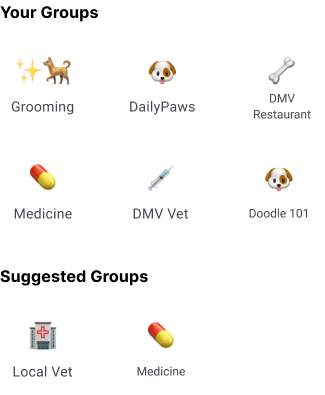 Your Groups
Grooming
DailyPaws
DMV
Restaurant
Medicine
DMV Vet
Doodle 101
Suggested Groups
Local Vet
Medicine